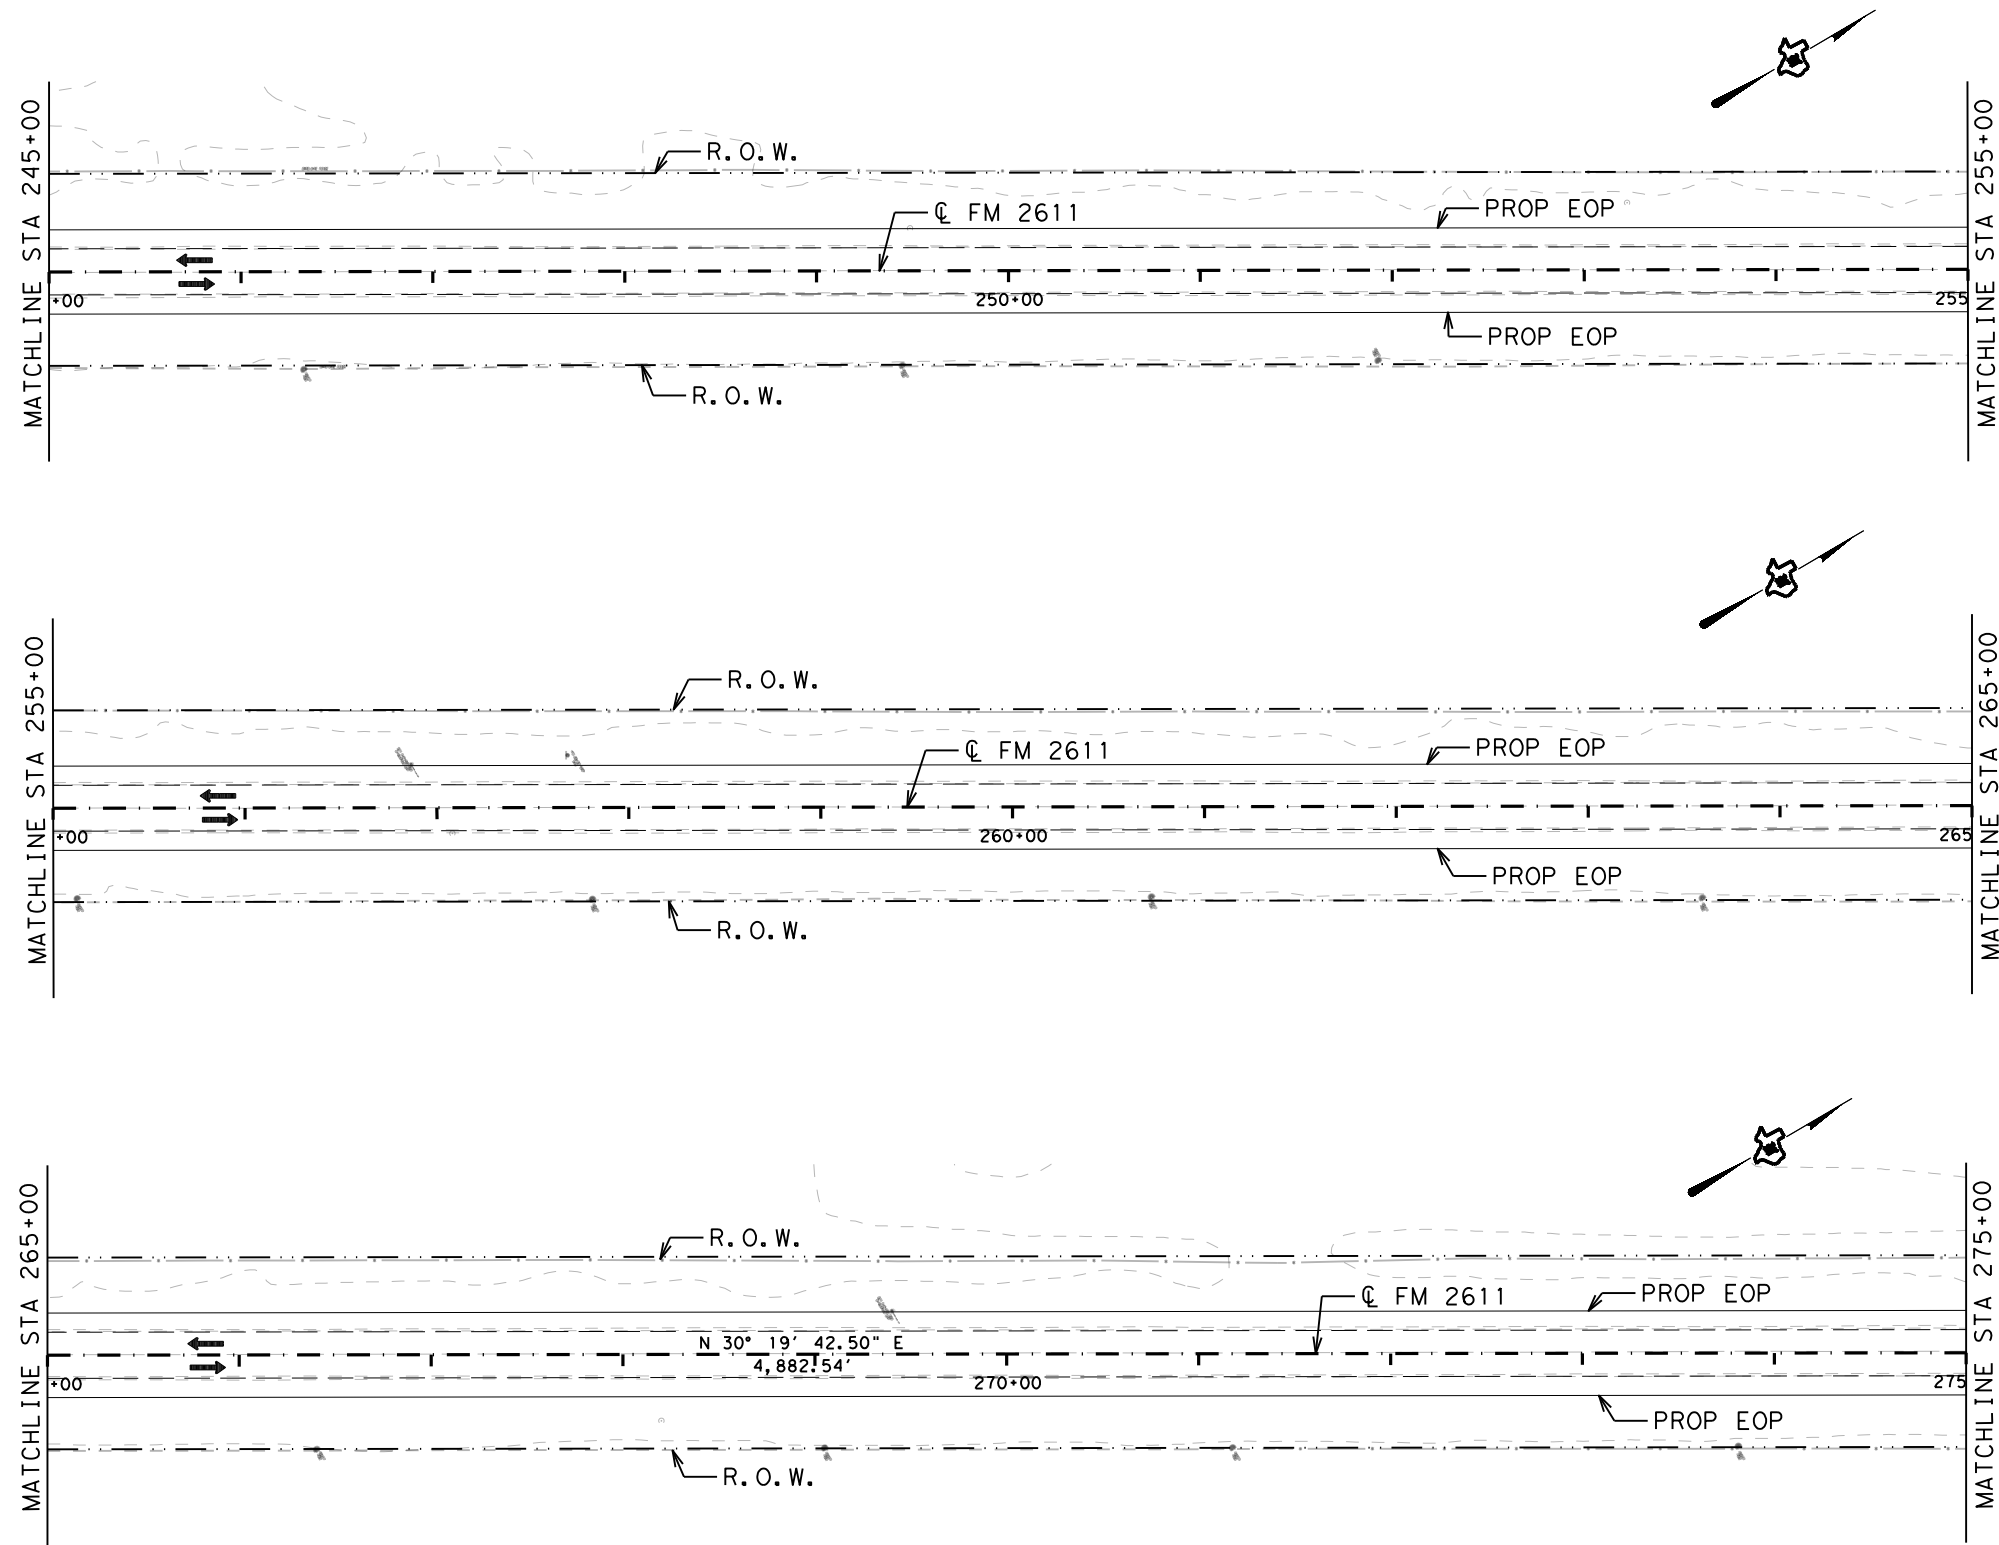 MATCHLINE STA 245+00
R.O.W.
℄ FM 2611
PROP EOP
+00
250+00
255
PROP EOP
R.O.W.
MATCHLINE STA 255+00
MATCHLINE STA 255+00
R.O.W.
℄ FM 2611
PROP EOP
+00
260+00
265
PROP EOP
R.O.W.
MATCHLINE STA 265+00
MATCHLINE STA 265+00
R.O.W.
℄ FM 2611
PROP EOP
N 30° 19' 42.50" E
4,882.54'
+00
270+00
275
PROP EOP
R.O.W.
MATCHLINE STA 275+00